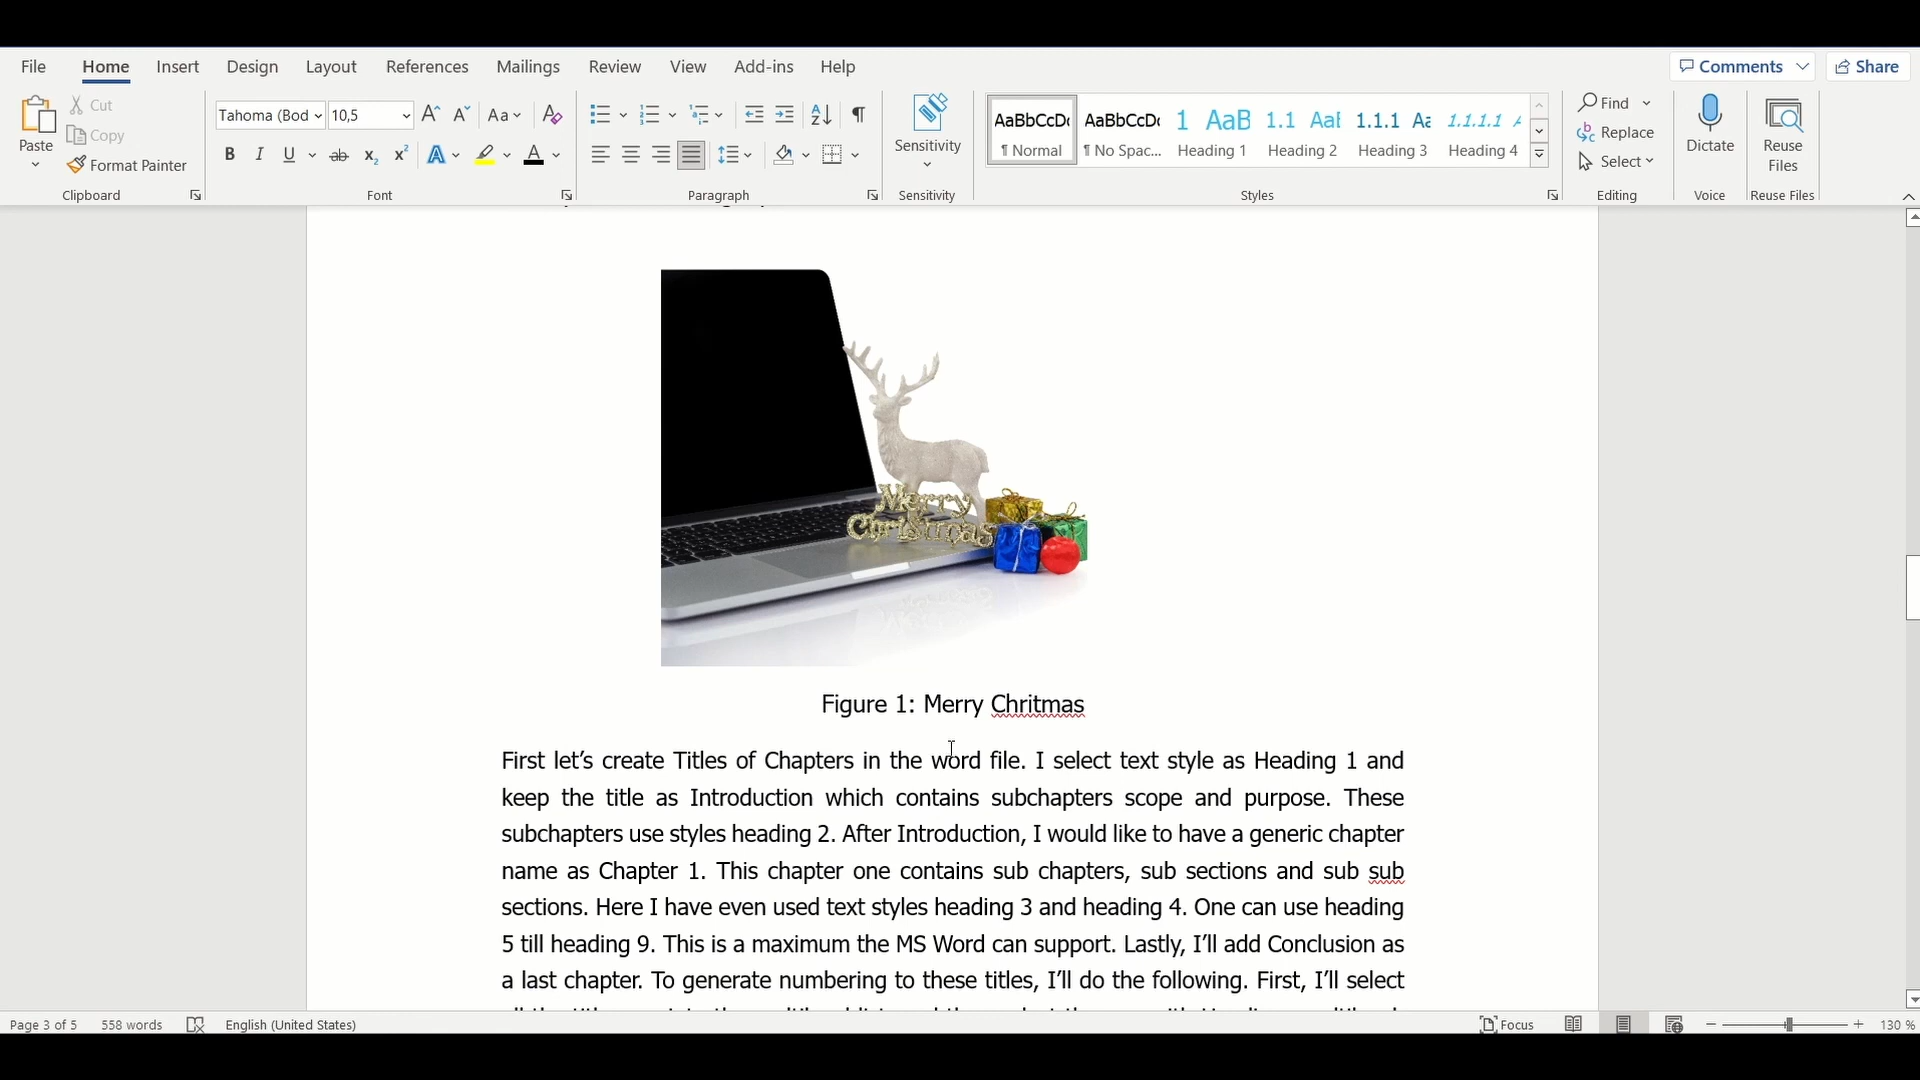 File Home Insert Design Layout References Mailings Review View Add-ins Help Comments Share
Paste
Cut
Copy
Format Painter
Clipboard
Tahoma (Bod 10,5
Font
Paragraph
Sensitivity
Sensitivity
AaBbCcDc AaBbCcDc 1 AaB 1.1 AaB 1.1.1 Aa 1.1.1.1
¶ Normal ¶ No Spac... Heading 1 Heading 2 Heading 3 Heading 4
Styles
Find
Replace
Select
Editing
Dictate
Voice
Reuse
Files
Reuse Files
Merry
Christmas
Figure 1: Merry Chritmas
First let’s create Titles of Chapters in the word file. I select text style as Heading 1 and
keep the title as Introduction which contains subchapters scope and purpose. These
subchapters use styles heading 2. After Introduction, I would like to have a generic chapter
name as Chapter 1. This chapter one contains sub chapters, sub sections and sub sub
sections. Here I have even used text styles heading 3 and heading 4. One can use heading
5 till heading 9. This is a maximum the MS Word can support. Lastly, I’ll add Conclusion as
a last chapter. To generate numbering to these titles, I’ll do the following. First, I’ll select
Page 3 of 5 558 words English (United States) Focus 130 %